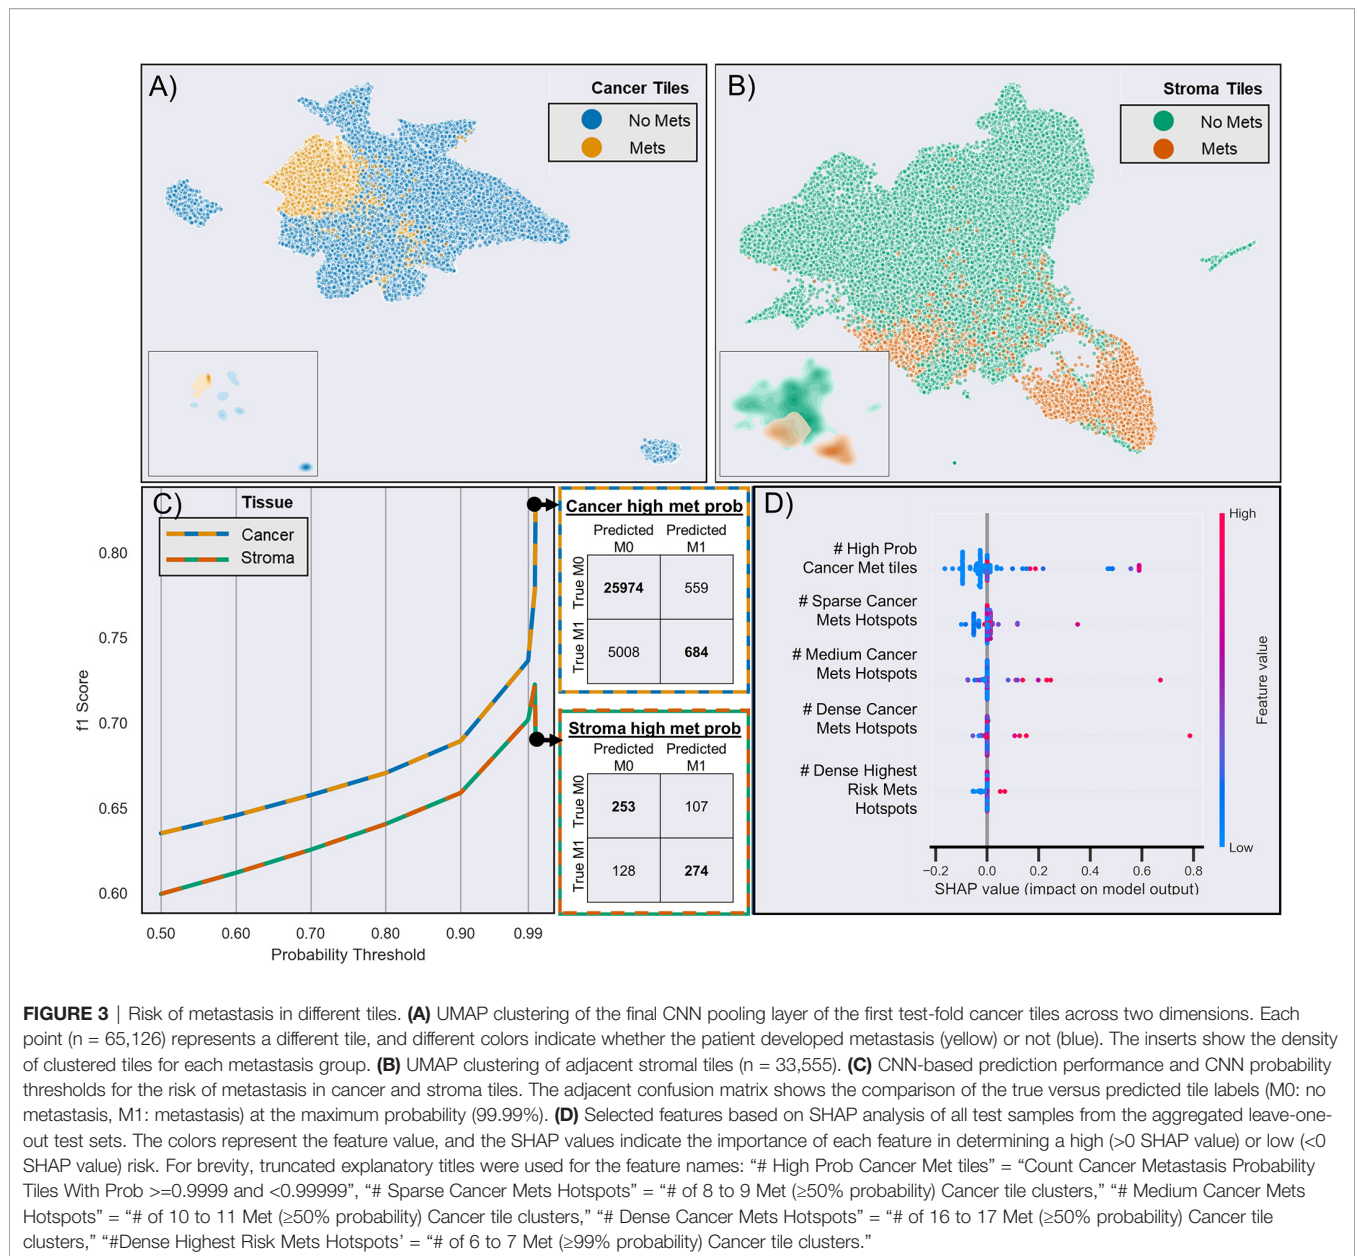 A)
Cancer Tiles
No Mets
Mets
B)
Stroma Tiles
No Mets
Mets
C)
Tissue
Cancer
Stroma
0.80
0.75
0.70
0.65
0.60
f1 Score
0.50 0.60 0.70 0.80 0.90 0.99
Probability Threshold
Cancer high met prob
Predicted M0
Predicted M1
True M0
25974 559
True M1
5008 684
Stroma high met prob
Predicted M0
Predicted M1
True M0
253 107
True M1
128 274
D)
# High Prob
Cancer Met tiles
# Sparse Cancer
Mets Hotspots
# Medium Cancer
Mets Hotspots
# Dense Cancer
Mets Hotspots
# Dense Highest
Risk Mets
Hotspots
−0.2 0.0 0.2 0.4 0.6 0.8
SHAP value (impact on model output)
High
Feature value
Low
FIGURE 3 | Risk of metastasis in different tiles. (A) UMAP clustering of the final CNN pooling layer of the first test-fold cancer tiles across two dimensions. Each
point (n = 65,126) represents a different tile, and different colors indicate whether the patient developed metastasis (yellow) or not (blue). The inserts show the density
of clustered tiles for each metastasis group. (B) UMAP clustering of adjacent stromal tiles (n = 33,555). (C) CNN-based prediction performance and CNN probability
thresholds for the risk of metastasis in cancer and stroma tiles. The adjacent confusion matrix shows the comparison of the true versus predicted tile labels (M0: no
metastasis, M1: metastasis) at the maximum probability (99.99%). (D) Selected features based on SHAP analysis of all test samples from the aggregated leave-one-
out test sets. The colors represent the feature value, and the SHAP values indicate the importance of each feature in determining a high (>0 SHAP value) or low (<0
SHAP value) risk. For brevity, truncated explanatory titles were used for the feature names: “# High Prob Cancer Met tiles” = “Count Cancer Metastasis Probability
Tiles With Prob >=0.9999 and <0.99999”, “# Sparse Cancer Mets Hotspots” = “# of 8 to 9 Met (≥50% probability) Cancer tile clusters,” “# Medium Cancer Mets
Hotspots” = “# of 10 to 11 Met (≥50% probability) Cancer tile clusters,” “# Dense Cancer Mets Hotspots” = “# of 16 to 17 Met (≥50% probability) Cancer tile
clusters,” “#Dense Highest Risk Mets Hotspots’ = “# of 6 to 7 Met (≥99% probability) Cancer tile clusters.”